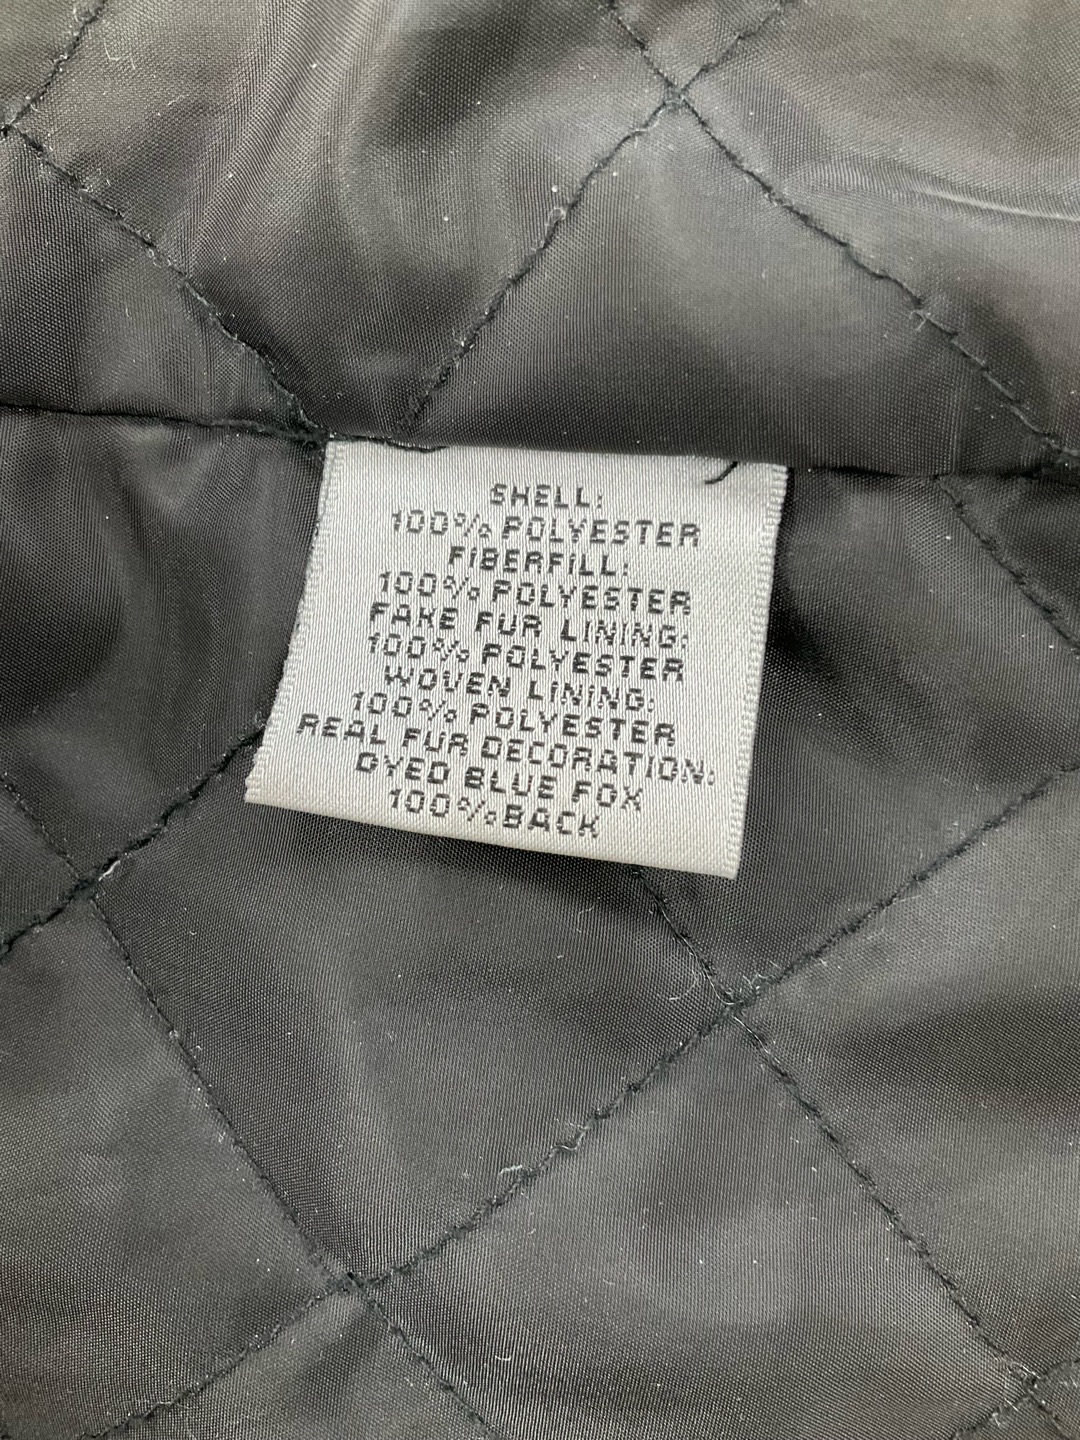 SHELL:
100% POLYESTER
FIBERFILL:
100% POLYESTER
FAKE FUR LINING:
100% POLYESTER
WOVEN LINING:
100% POLYESTER
REAL FUR DECORATION:
DYED BLUE FOX
100% BACK